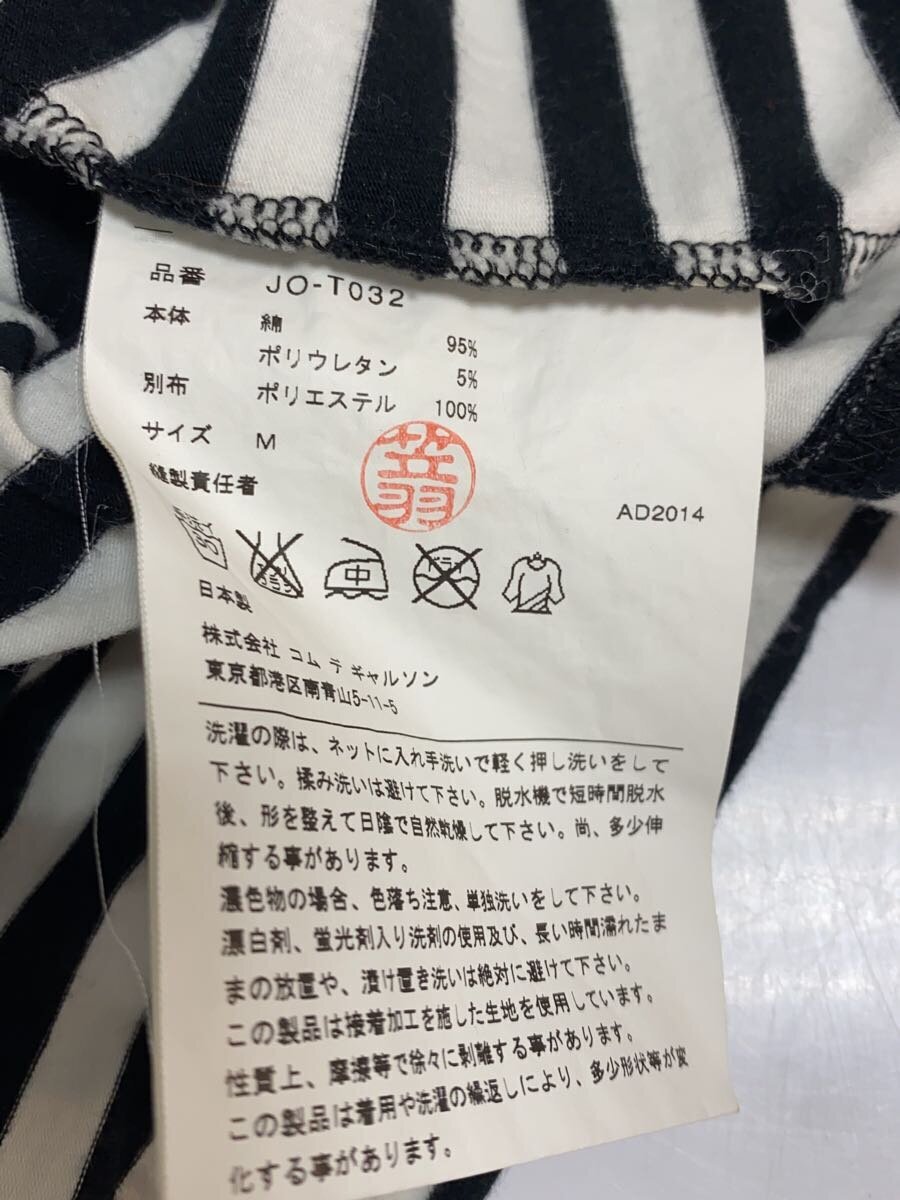 品番 JO-T032
本体 綿 95%
ポリウレタン 5%
別布 ポリエステル 100%
サイズ M
縫製責任者
AD2014
中
ドライ
日本製
株式会社 コム デ ギャルソン
東京都港区南青山5-11-5
洗濯の際は、ネットに入れ手洗いで軽く押し洗いをして
下さい。揉み洗いは避けて下さい。脱水機で短時間脱水
後、形を整えて日陰で自然乾燥して下さい。尚、多少伸
縮する事があります。
濃色物の場合、色落ち注意、単独洗いをして下さい。
漂白剤、蛍光剤入り洗剤の使用及び、長い時間濡れたま
まの放置や、漬け置き洗いは絶対に避けて下さい。
この製品は接着加工を施した生地を使用しています。
性質上、摩擦等で徐々に剥離する事があります。
この製品は着用や洗濯の繰返しにより、多少形状等が変
化する事があります。